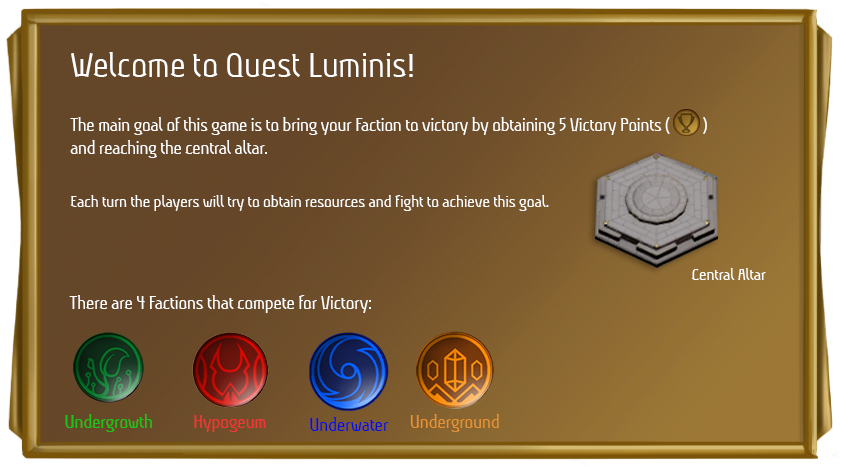 Welcome to Quest Luminis!
The main goal of this game is to bring your Faction to victory by obtaining 5 Victory Points ( )
and reaching the central altar.
Each turn the players will try to obtain resources and fight to achieve this goal.
Central Altar
There are 4 Factions that compete for Victory:
Undergrowth Hypogeum Underwater Underground